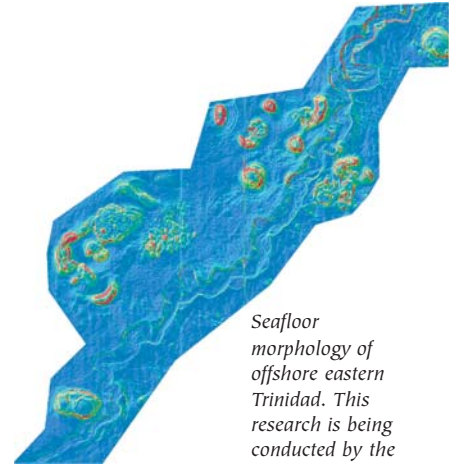 Seafloor
morphology of
offshore eastern
Trinidad. This
research is being
conducted by the